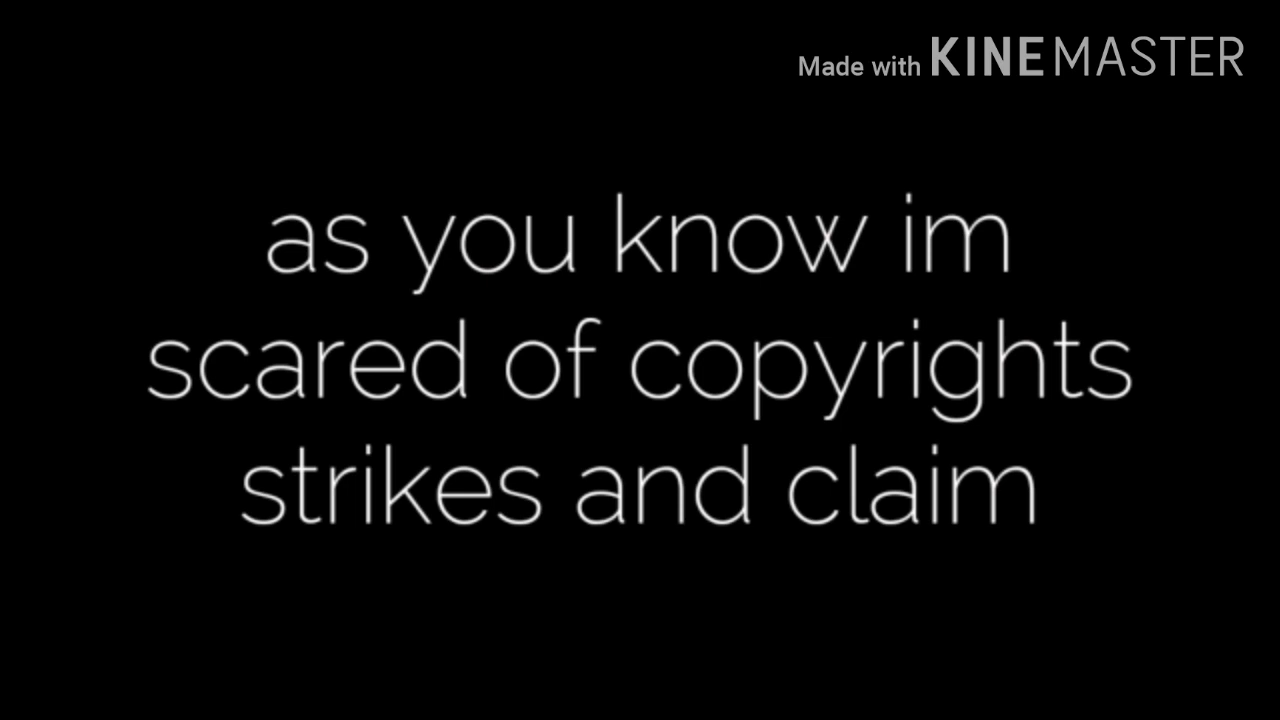 Made with KINEMASTER
as you know im
scared of copyrights
strikes and claim